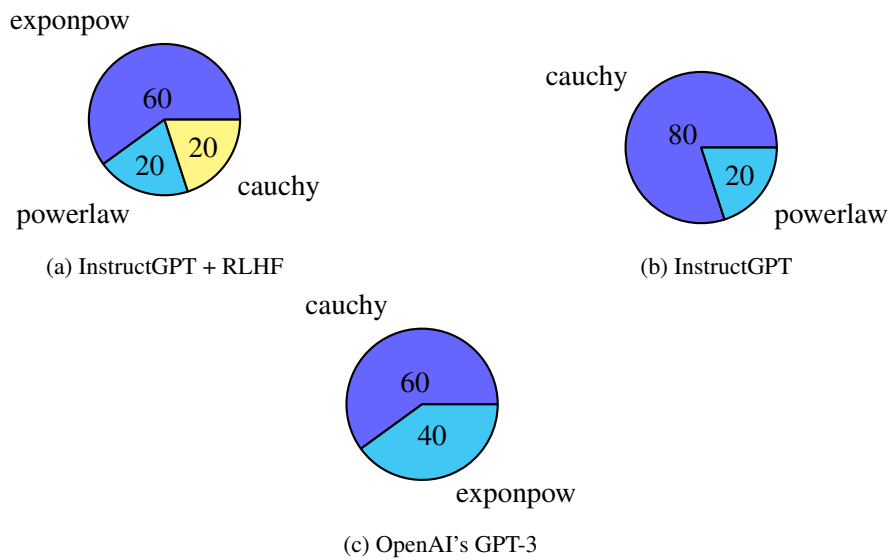 exponpow
60
20
20
powerlaw
cauchy
(a) InstructGPT + RLHF
cauchy
80
20
powerlaw
(b) InstructGPT
cauchy
60
40
exponpow
(c) OpenAI's GPT-3